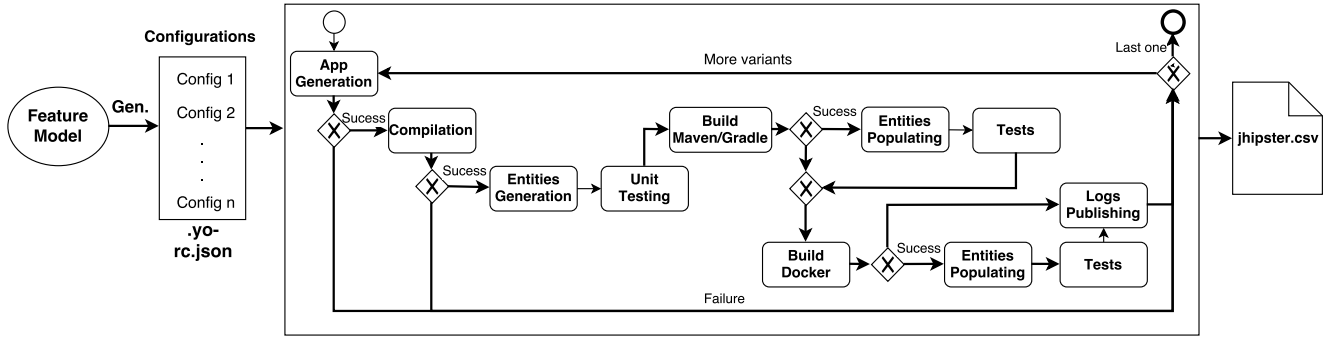 Feature
Model
Gen.
Configurations
Config 1
Config 2
.
.
.
Config n
.yo-
rc.json
App
Generation
Sucess
Compilation
Sucess
Entities
Generation
Unit
Testing
Build
Maven/Gradle
Sucess
Entities
Populating
Tests
Build
Docker
Sucess
Entities
Populating
Tests
Logs
Publishing
More variants
Last one
Failure
jhipster.csv